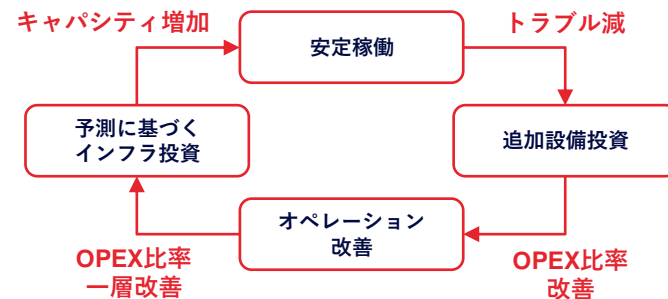 キャパシティ増加
トラブル減
安定稼働
予測に基づく
インフラ投資
追加設備投資
オペレーション
改善
OPEX比率
一層改善
OPEX比率
改善